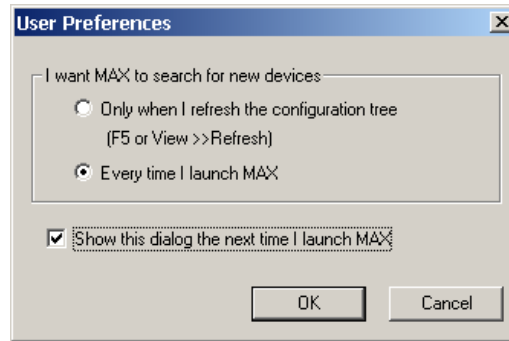 User Preferences
I want MAX to search for new devices
Only when I refresh the configuration tree
(F5 or View >>Refresh)
Every time I launch MAX
Show this dialog the next time I launch MAX
OK Cancel